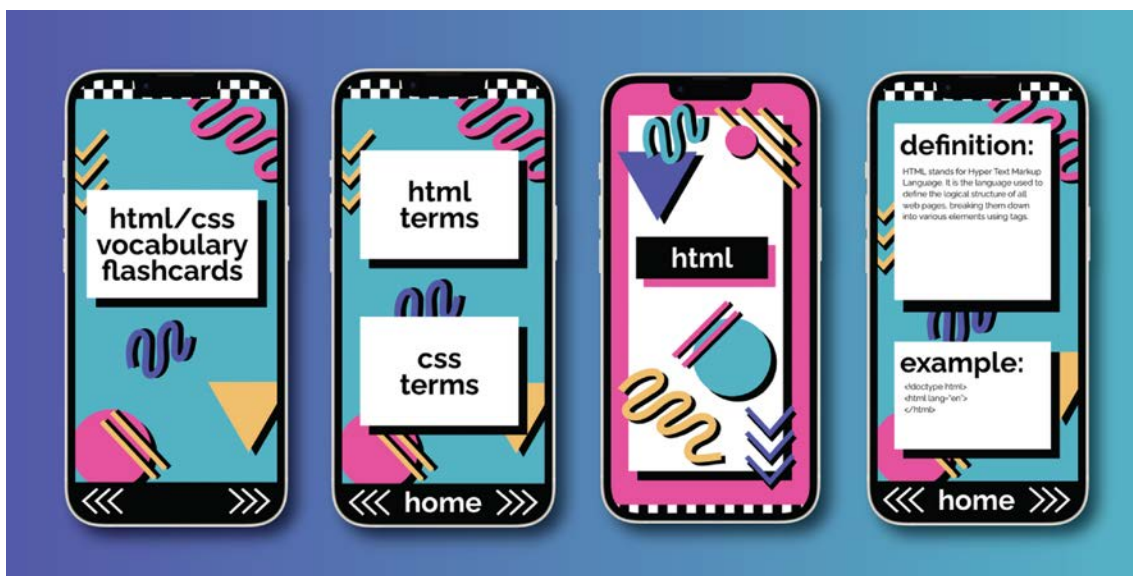 html/css
vocabulary
flashcards
<<< >>>
html
terms
css
terms
<<< home >>>
html
definition:
HTML stands for Hyper Text Markup
Language. It is the language used to
define the logical structure of all
web pages, breaking them down
into various elements using tags.
example:
<!doctype html>
<html lang="en">
</html>
<<< home >>>